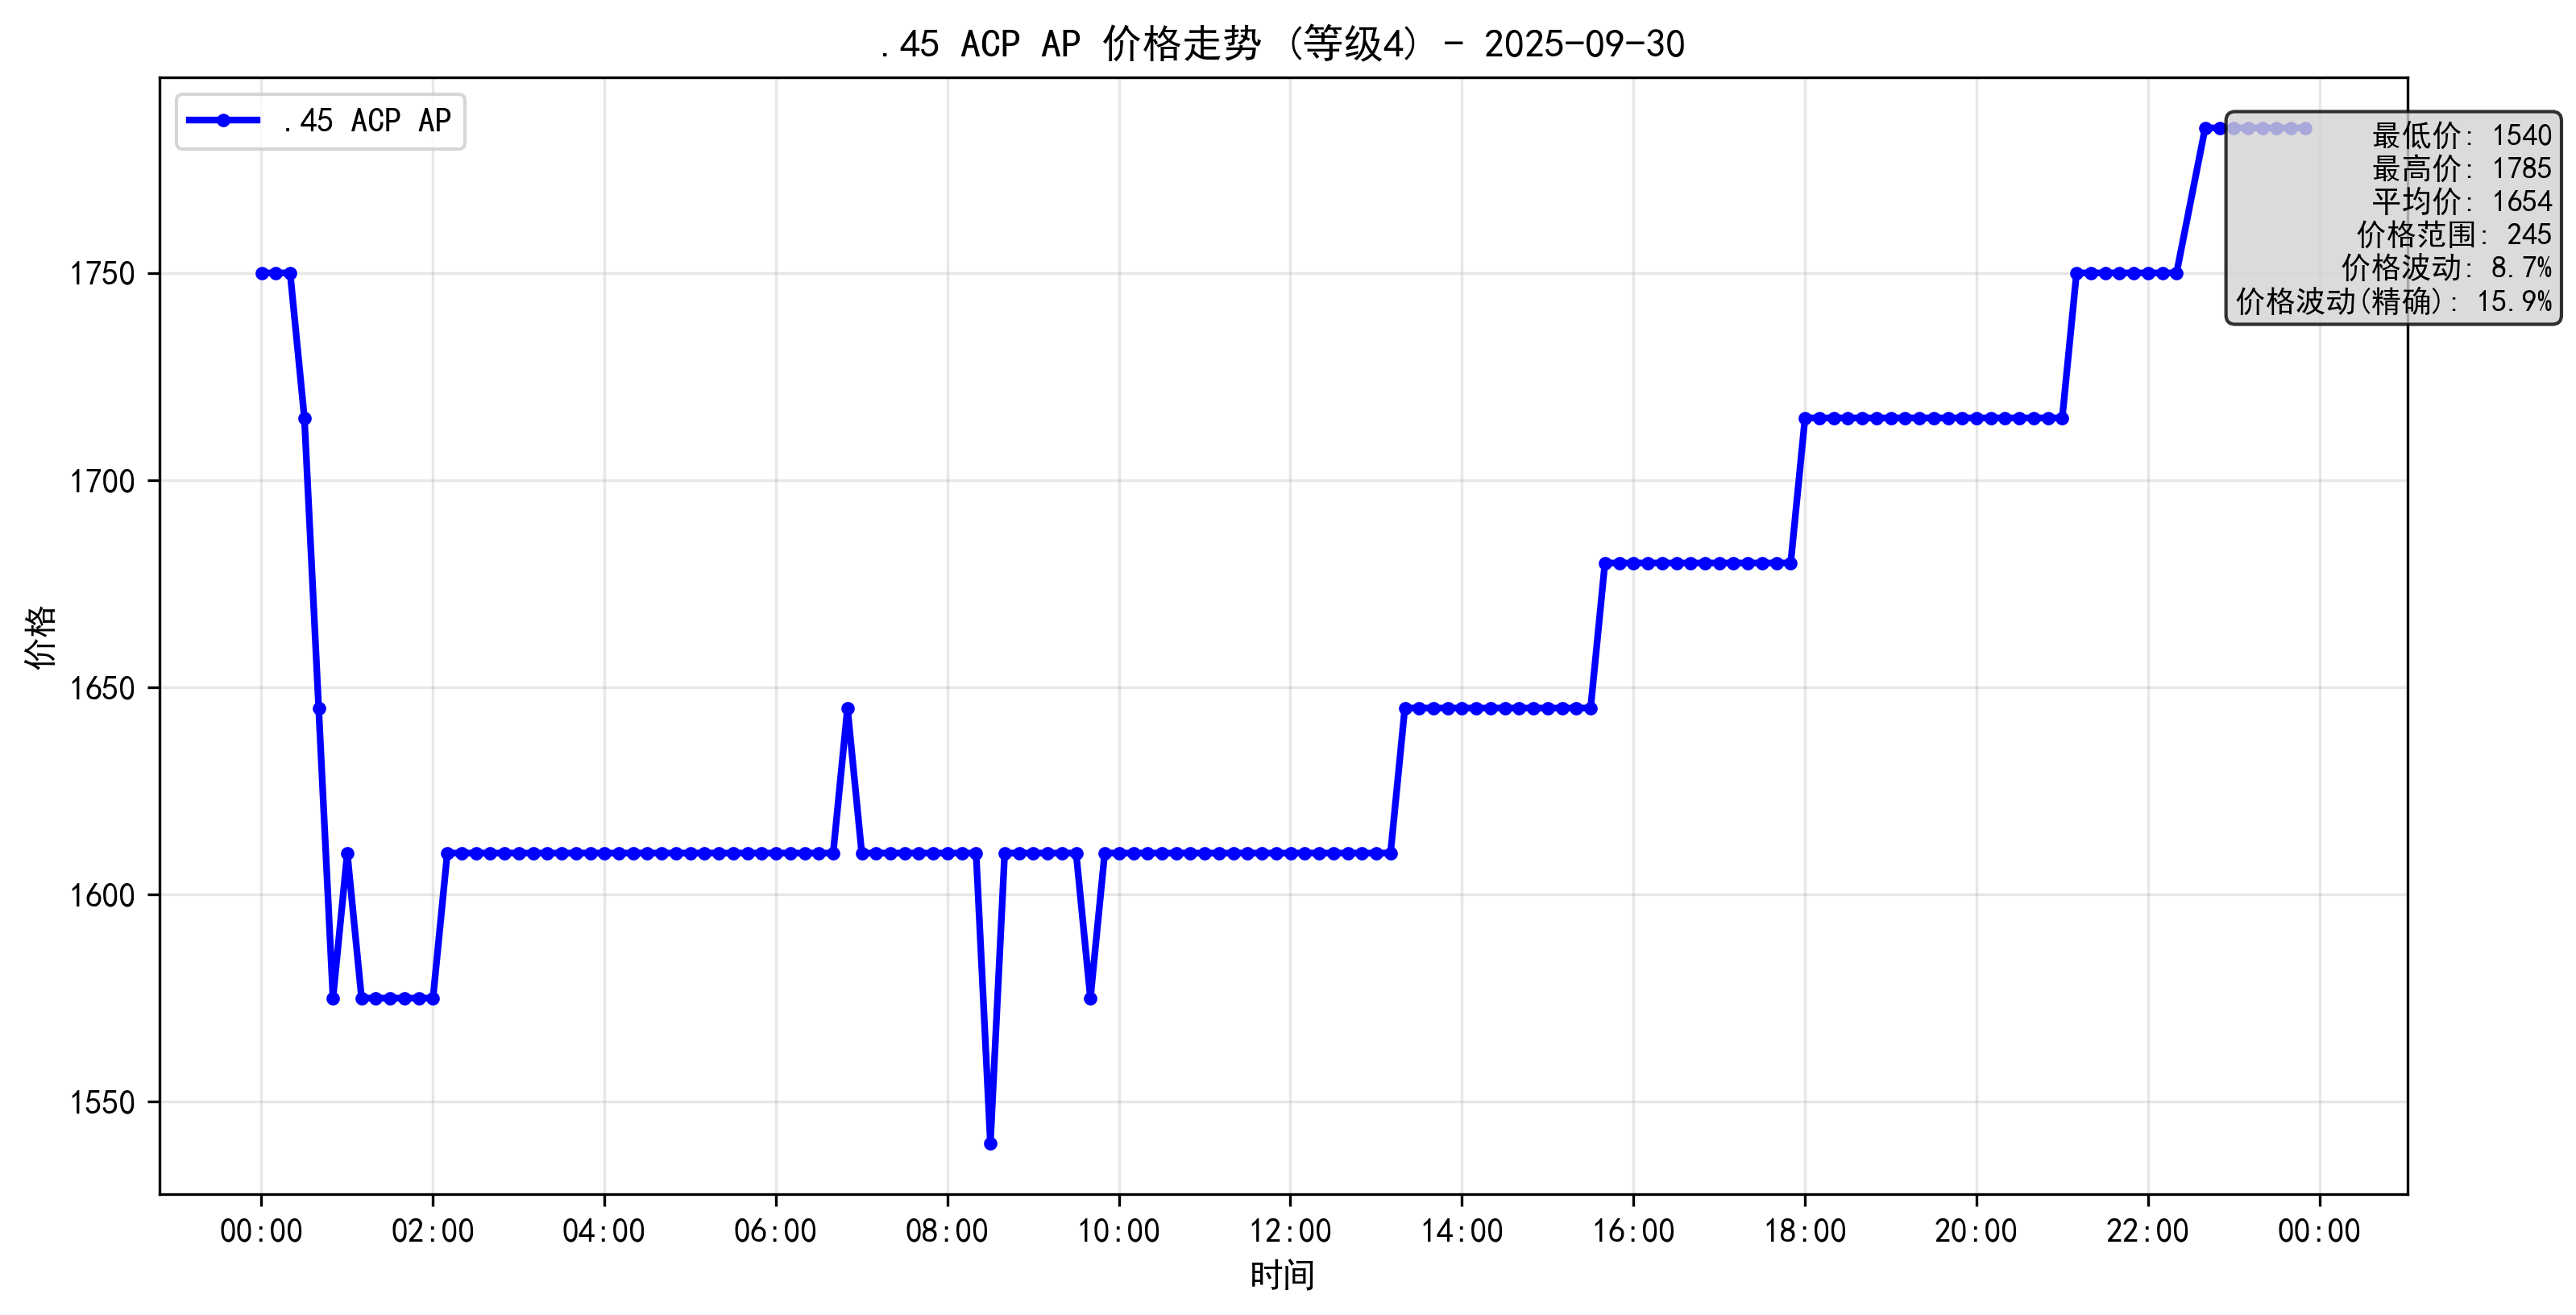 .45 ACP AP 价格走势 (等级4) - 2025-09-30
.45 ACP AP
最低价: 1540
最高价: 1785
平均价: 1654
价格范围: 245
价格波动: 8.7%
价格波动(精确): 15.9%
价格
1750
1700
1650
1600
1550
00:00 02:00 04:00 06:00 08:00 10:00 12:00 14:00 16:00 18:00 20:00 22:00 00:00
时间